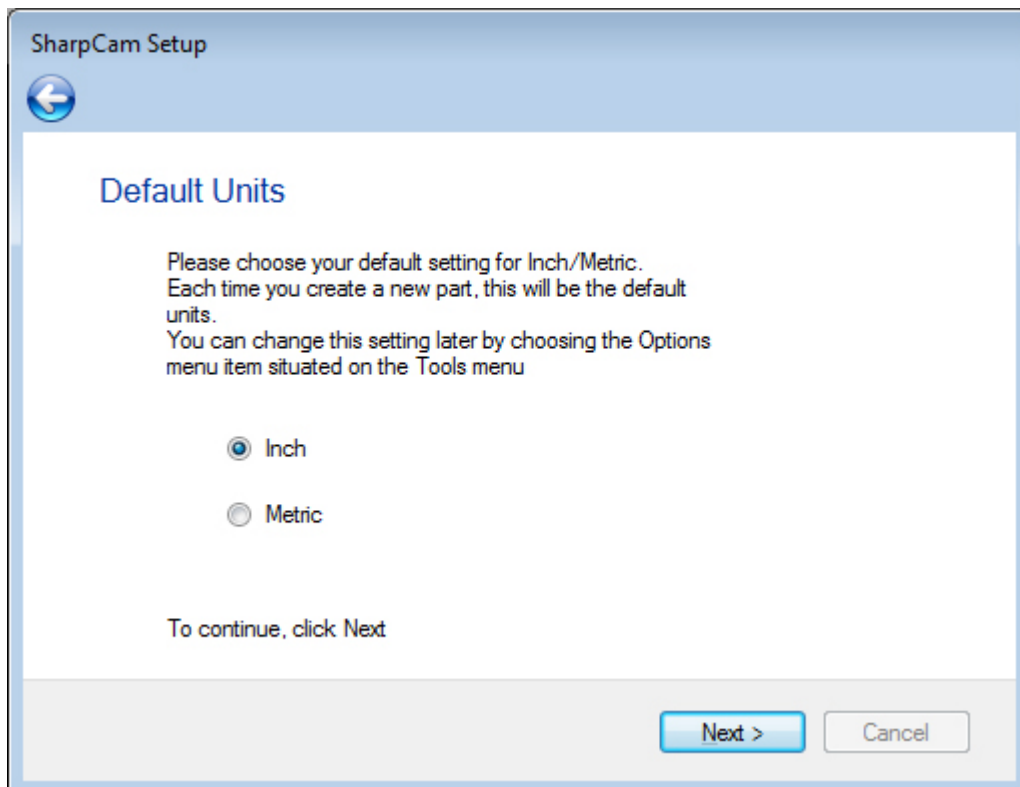 SharpCam Setup
Default Units
Please choose your default setting for Inch/Metric.
Each time you create a new part, this will be the default
units.
You can change this setting later by choosing the Options
menu item situated on the Tools menu
Inch
Metric
To continue, click Next
Next >
Cancel